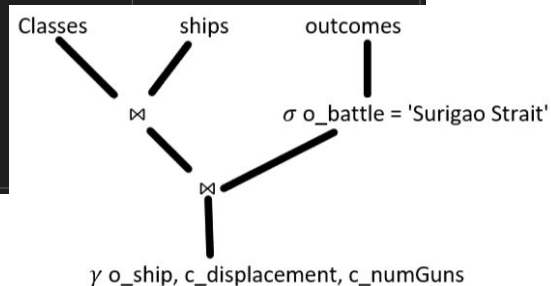 Classes ships outcomes
⋈ σ o_battle = 'Surigao Strait'
⋈
γ o_ship, c_displacement, c_numGuns